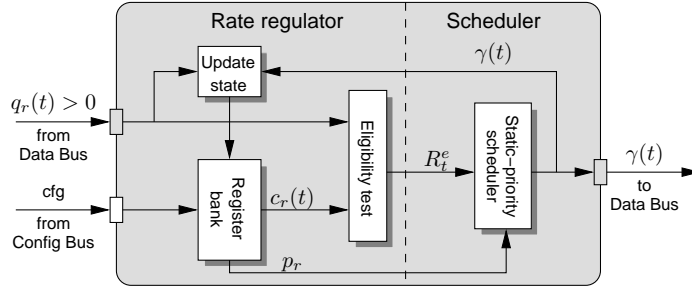 Rate regulator
Scheduler
Update
state
γ(t)
q_r(t) > 0
from
Data Bus
Eligibility test
Static-priority
scheduler
R_t^e
γ(t)
to
Data Bus
cfg
from
Config Bus
Register
bank
c_r(t)
p_r